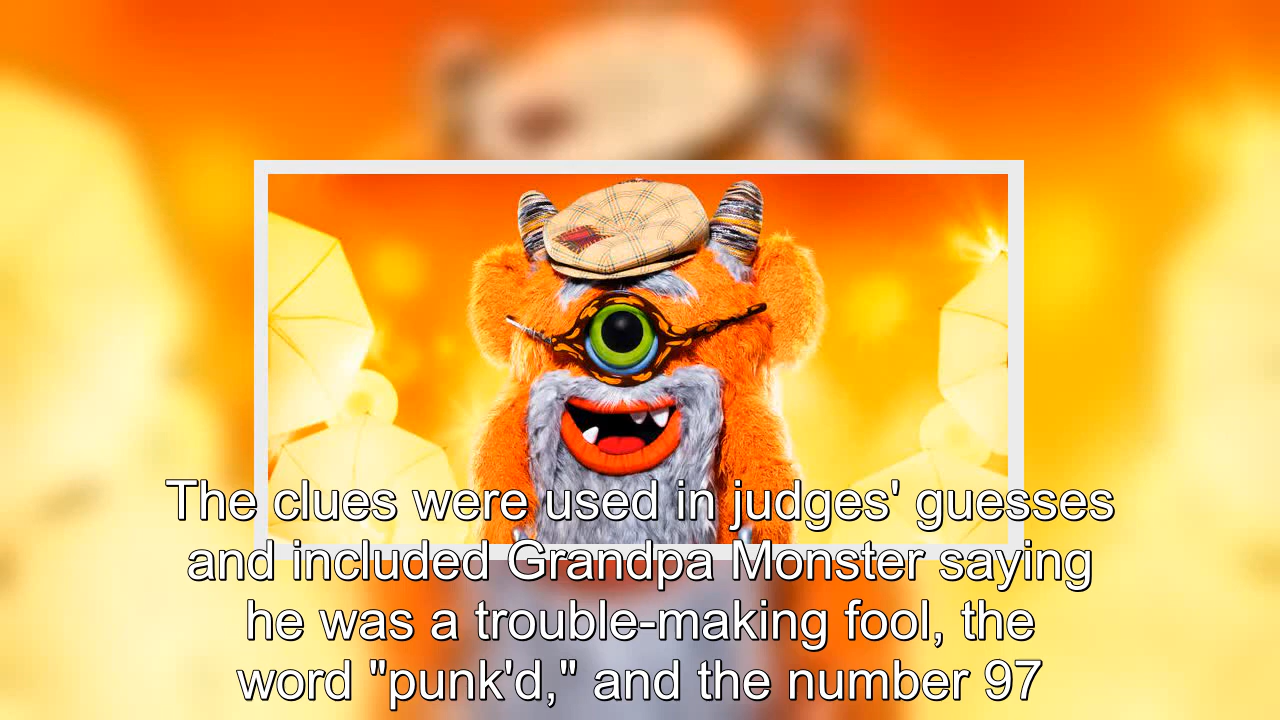 The clues were used in judges' guesses
and included Grandpa Monster saying
he was a trouble-making fool, the
word "punk'd," and the number 97